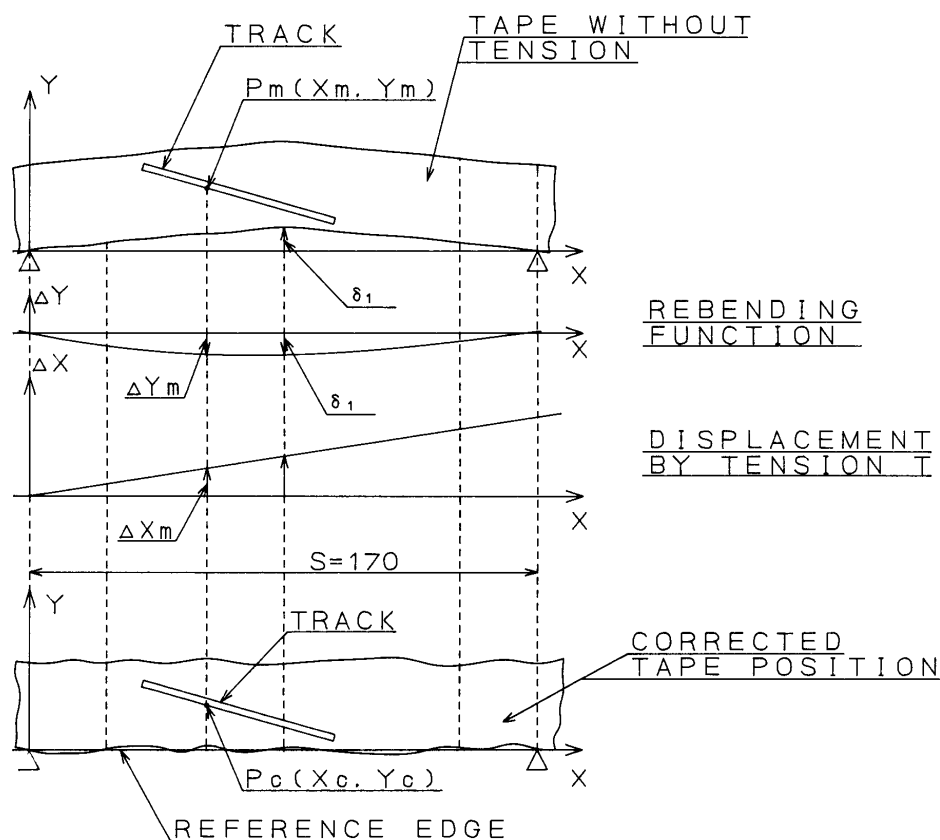 TRACK
TAPE WITHOUT
TENSION
Y
Pm(Xm. Ym)
X
δ1
ΔY
REBENDING
FUNCTION
X
ΔX
ΔYm
δ1
DISPLACEMENT
BY TENSION T
X
ΔXm
S=170
Y
TRACK
CORRECTED
TAPE POSITION
X
Pc(Xc. Yc)
REFERENCE EDGE